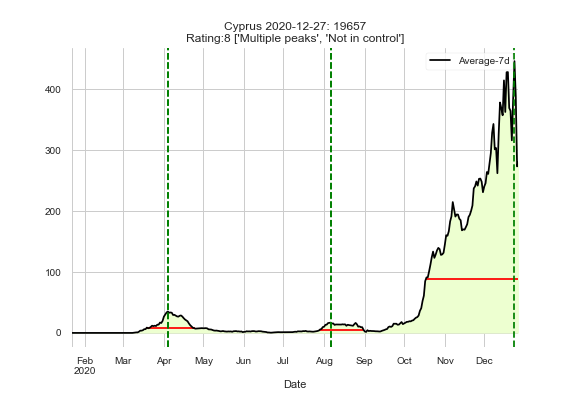 Cyprus 2020-12-27: 19657
Rating:8 ['Multiple peaks', 'Not in control']
Average-7d
400
300
200
100
0
Feb Mar Apr May Jun Jul Aug Sep Oct Nov Dec
2020
Date